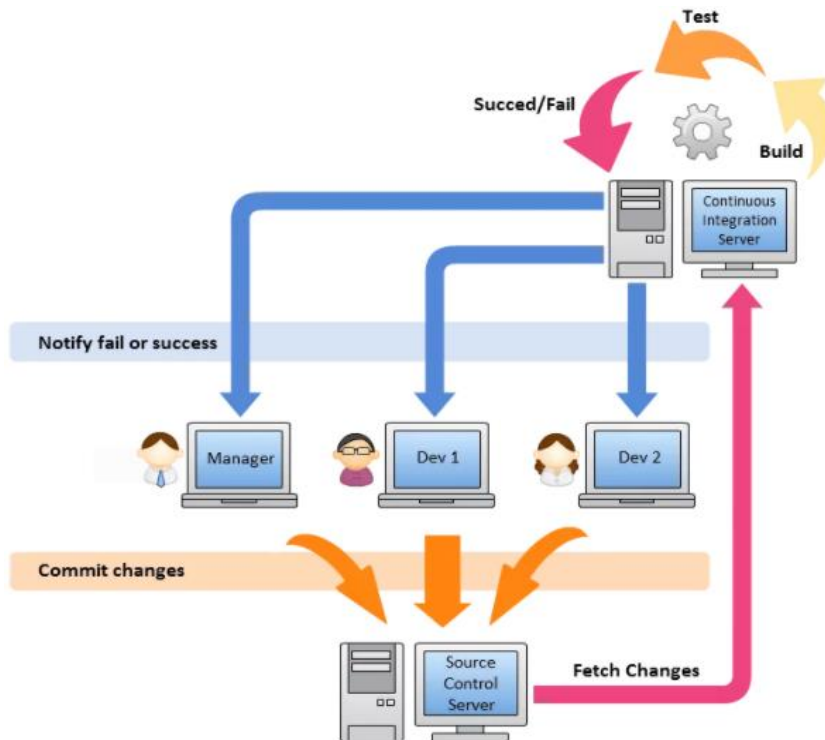 Test
Succed/Fail
Build
Continuous
Integration
Server
Notify fail or success
Manager
Dev 1
Dev 2
Commit changes
Source
Control
Server
Fetch Changes